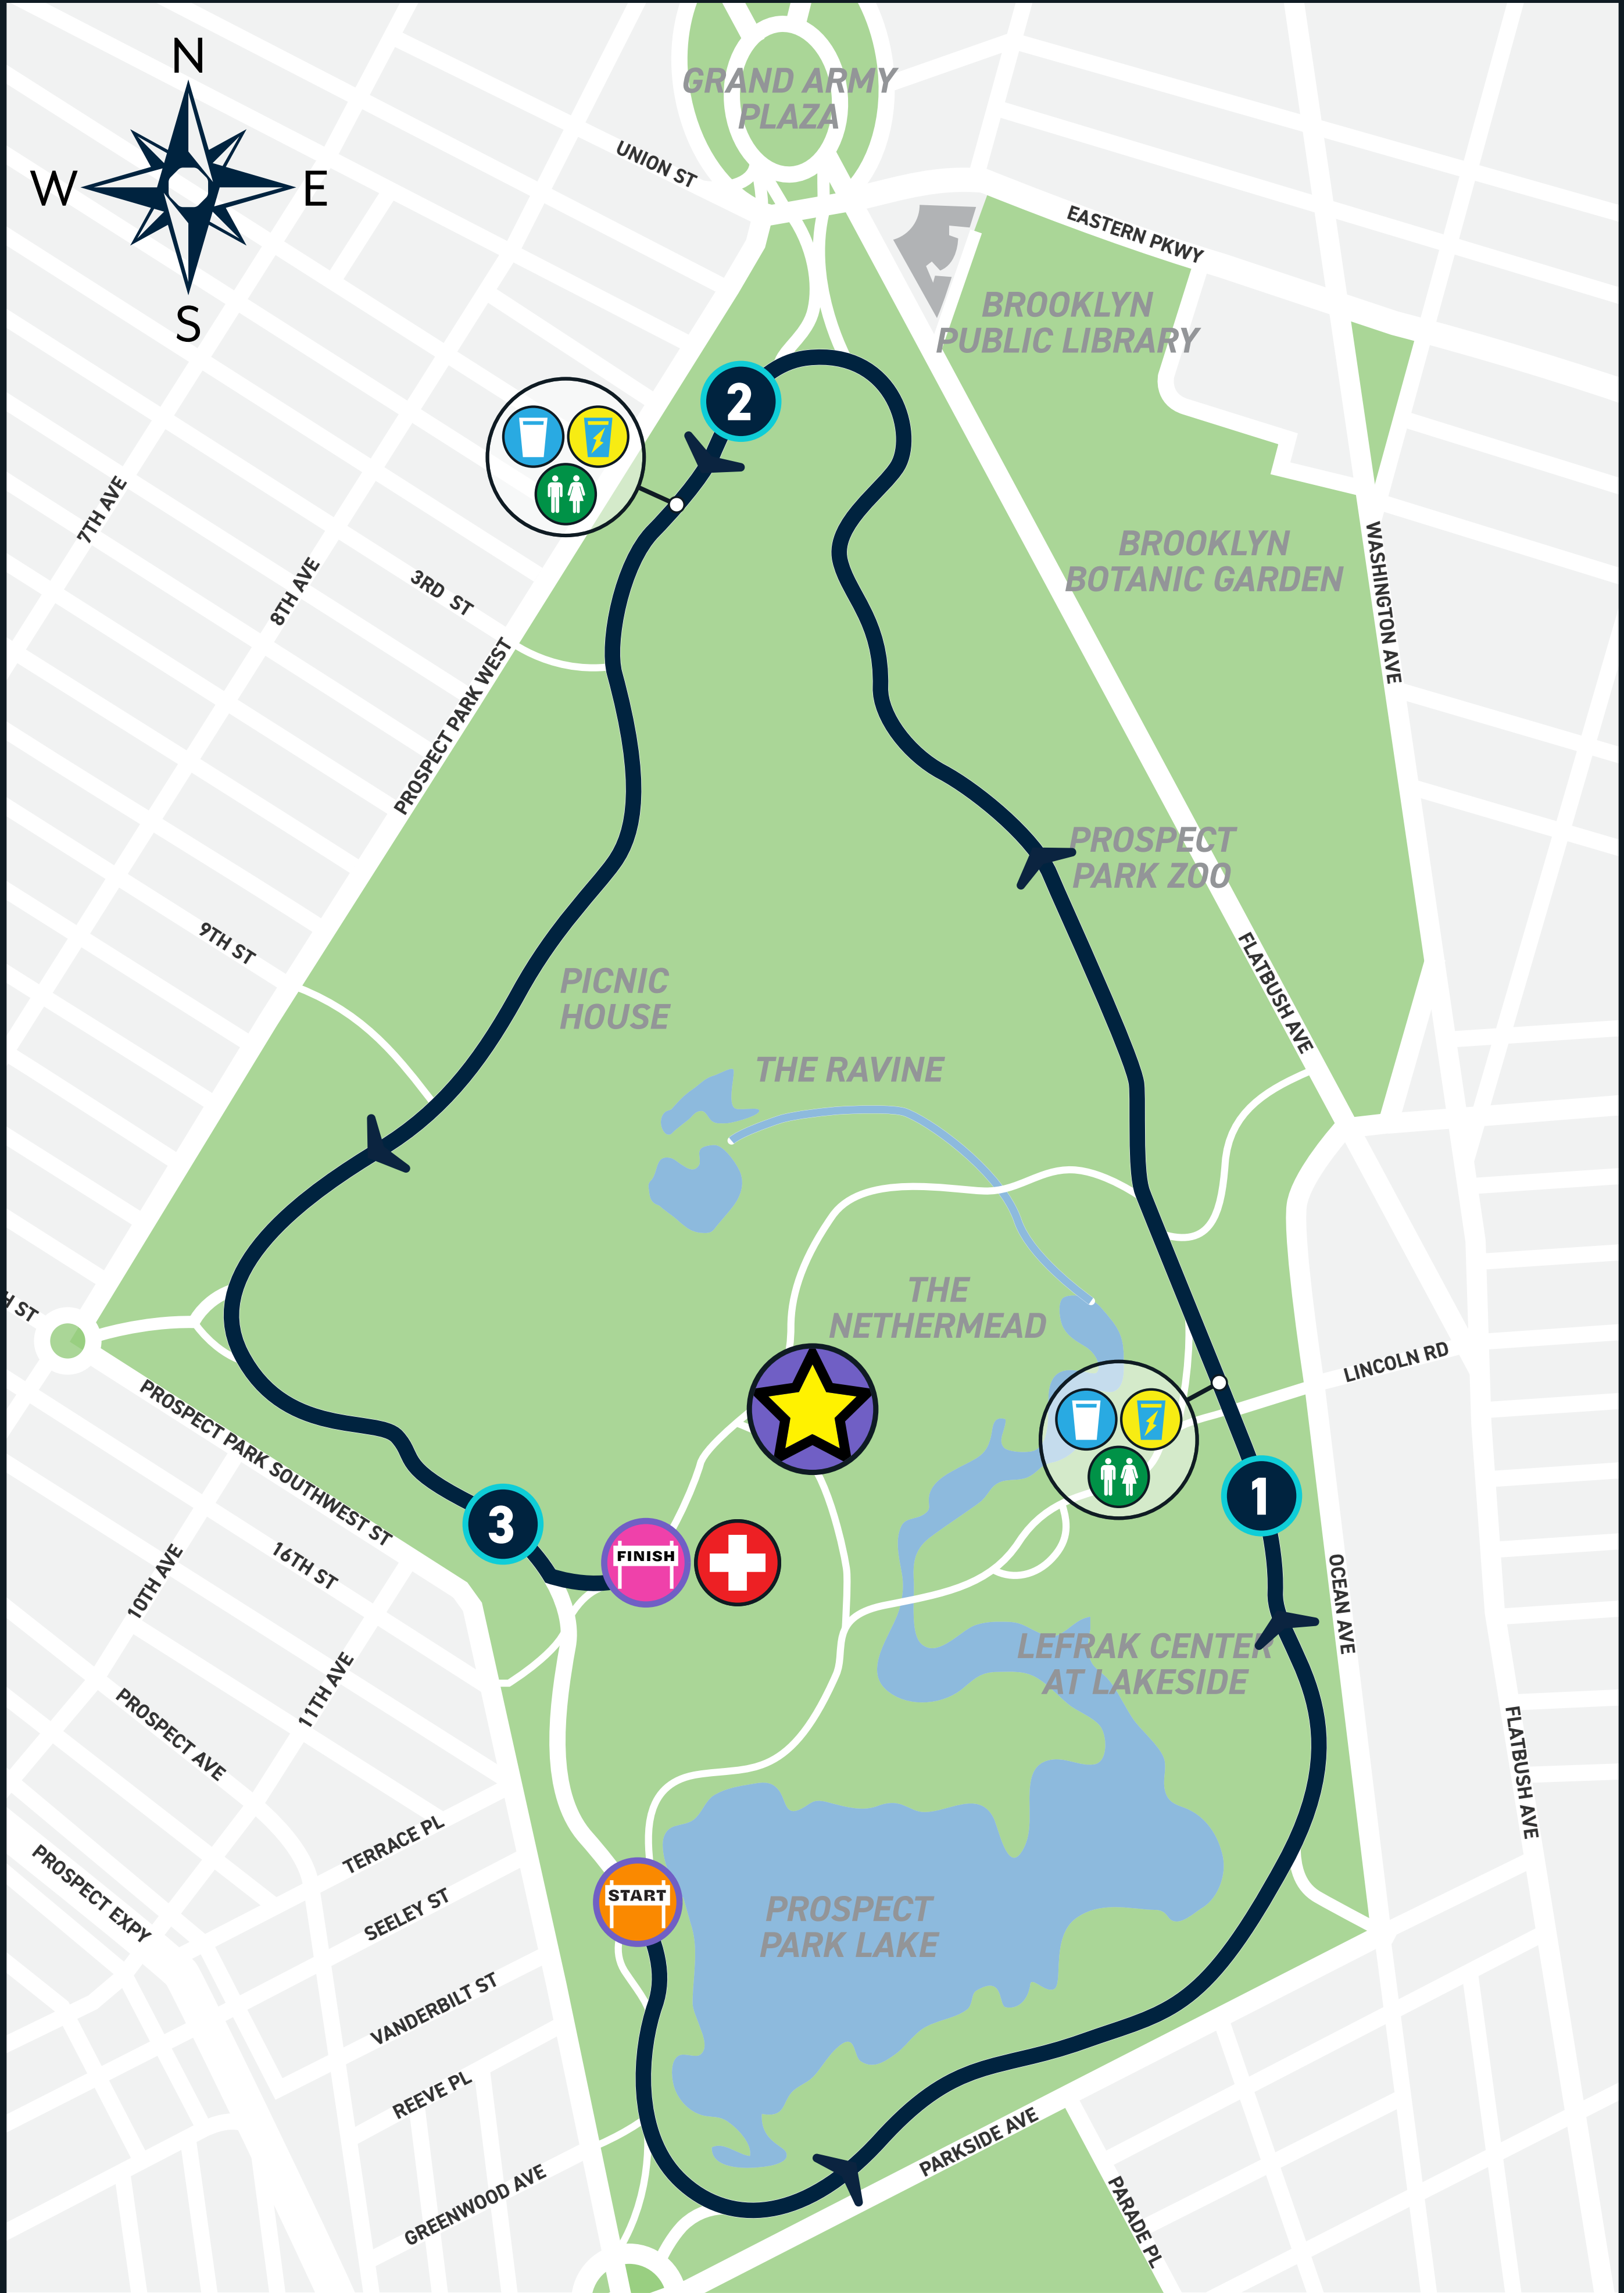 N
W
E
S
GRAND ARMY
PLAZA
UNION ST
EASTERN PKWY
BROOKLYN
PUBLIC LIBRARY
2
7TH AVE
8TH AVE
3RD ST
BROOKLYN
BOTANIC GARDEN
WASHINGTON AVE
PROSPECT PARK WEST
PROSPECT
PARK ZOO
9TH ST
FLATBUSH AVE
PICNIC
HOUSE
THE RAVINE
THE
NETHERMEAD
H ST
LINCOLN RD
PROSPECT PARK SOUTHWEST ST
1
3
16TH ST
FINISH
10TH AVE
OCEAN AVE
LEFRAK CENTER
AT LAKESIDE
11TH AVE
PROSPECT AVE
FLATBUSH AVE
TERRACE PL
PROSPECT EXPY
SEELEY ST
START
PROSPECT
PARK LAKE
VANDERBILT ST
REEVE PL
PARKSIDE AVE
GREENWOOD AVE
PARADE PL